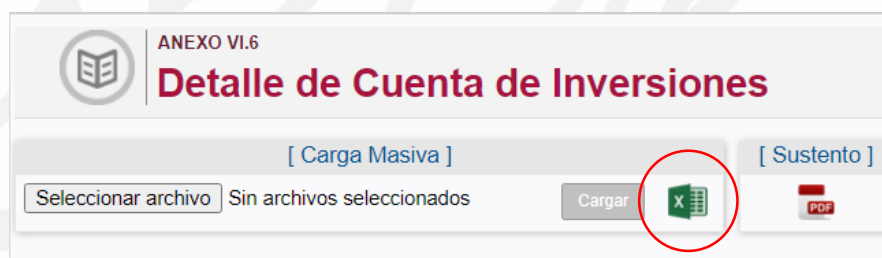 ANEXO VI.6
Detalle de Cuenta de Inversiones
[ Carga Masiva ]
[ Sustento ]
Seleccionar archivo Sin archivos seleccionados Cargar X PDF